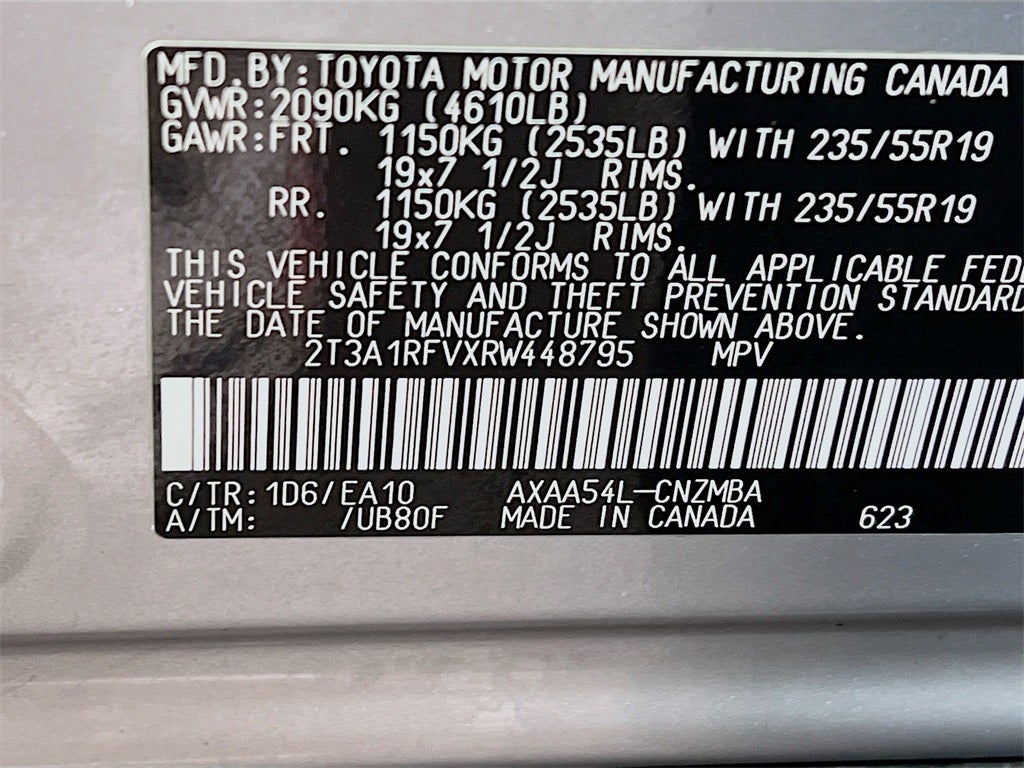 MFD.BY:TOYOTA MOTOR MANUFACTURING CANADA
GVWR:2090KG (4610LB)
GAWR:FRT. 1150KG (2535LB) WITH 235/55R19
19x7 1/2J RIMS.
RR. 1150KG (2535LB) WITH 235/55R19
19x7 1/2J RIMS.
THIS VEHICLE CONFORMS TO ALL APPLICABLE
VEHICLE SAFETY AND THEFT PREVENTION STANDARD
THE DATE OF MANUFACTURE SHOWN ABOVE.
2T3A1RFVXRW448795 MPV
C/TR:1D6/EA10 AXAA54L-CNZMBA
A/TM: /UB80F MADE IN CANADA 623